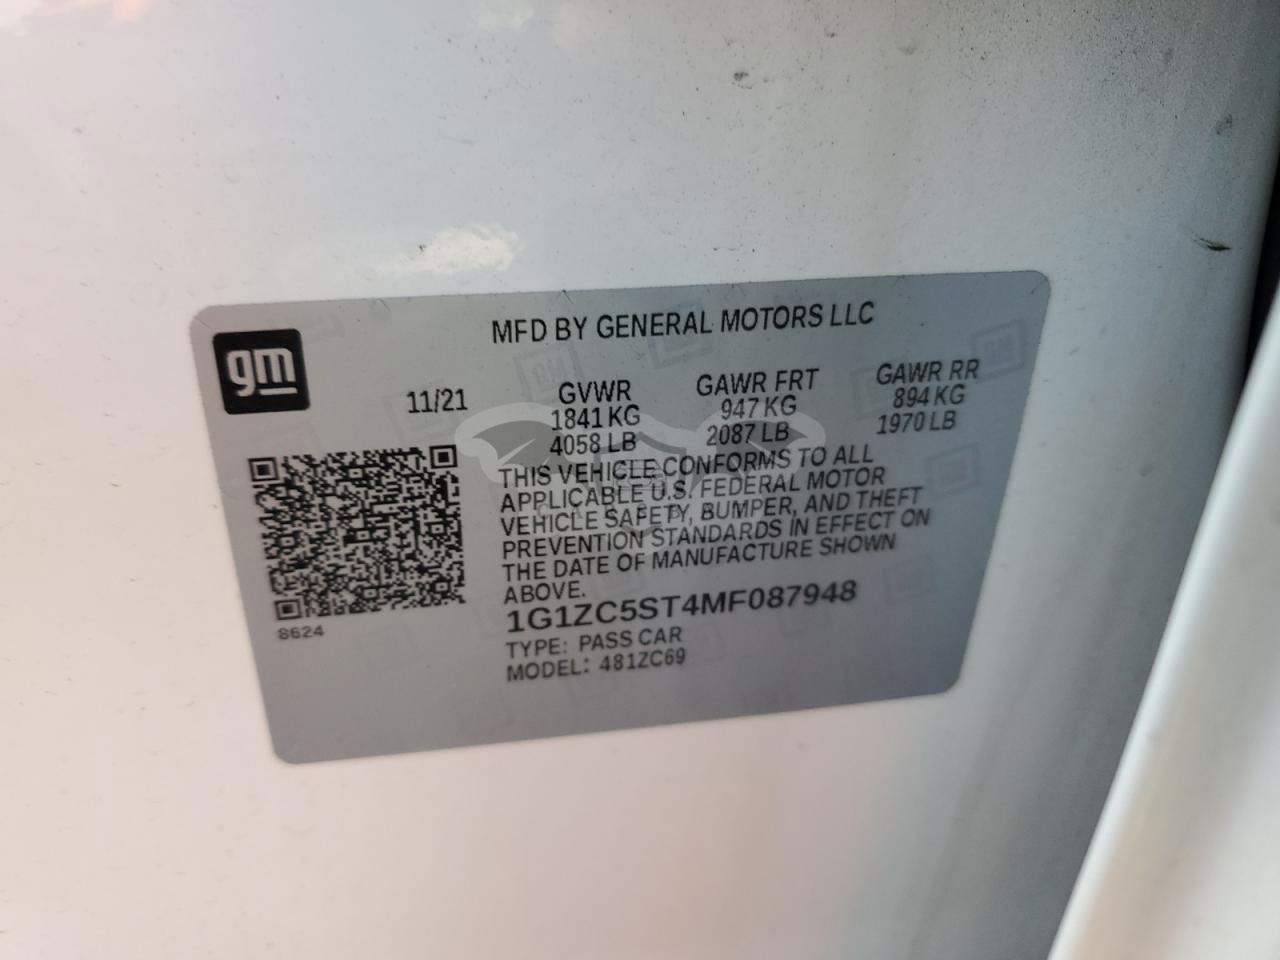 MFD BY GENERAL MOTORS LLC
gm
11/21
GVWR GAWR FRT GAWR RR
1841 KG 947 KG 894 KG
4058 LB 2087 LB 1970 LB
THIS VEHICLE CONFORMS TO ALL
APPLICABLE U.S. FEDERAL MOTOR
VEHICLE SAFETY, BUMPER, AND THEFT
PREVENTION STANDARDS IN EFFECT ON
THE DATE OF MANUFACTURE SHOWN
ABOVE.
1G1ZC5ST4MF087948
8624
TYPE: PASS CAR
MODEL: 481ZC69